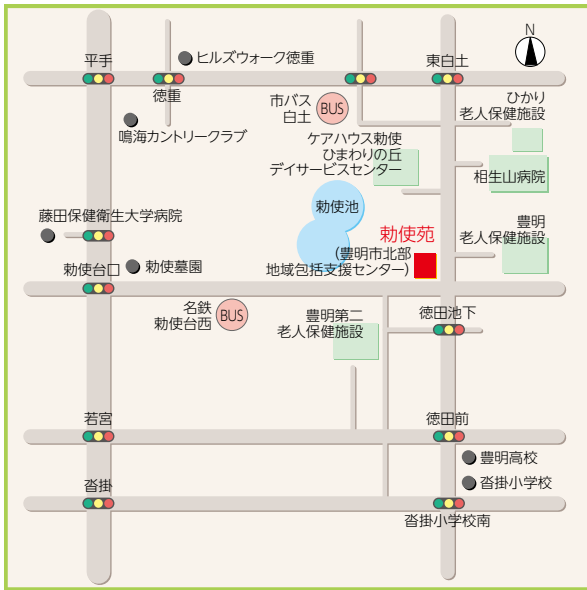 N
平手
ヒルズウォーク徳重
東白土
徳重
市バス
白土
BUS
ひかり
老人保健施設
鳴海カントリークラブ
ケアハウス勅使
ひまわりの丘
デイサービスセンター
相生山病院
勅使池
藤田保健衛生大学病院
勅使苑
(豊明市北部
地域包括支援センター)
豊明
老人保健施設
勅使台口
勅使墓園
名鉄
勅使台西
BUS
豊明第二
老人保健施設
徳田池下
若宮
徳田前
豊明高校
沓掛
沓掛小学校
沓掛小学校南